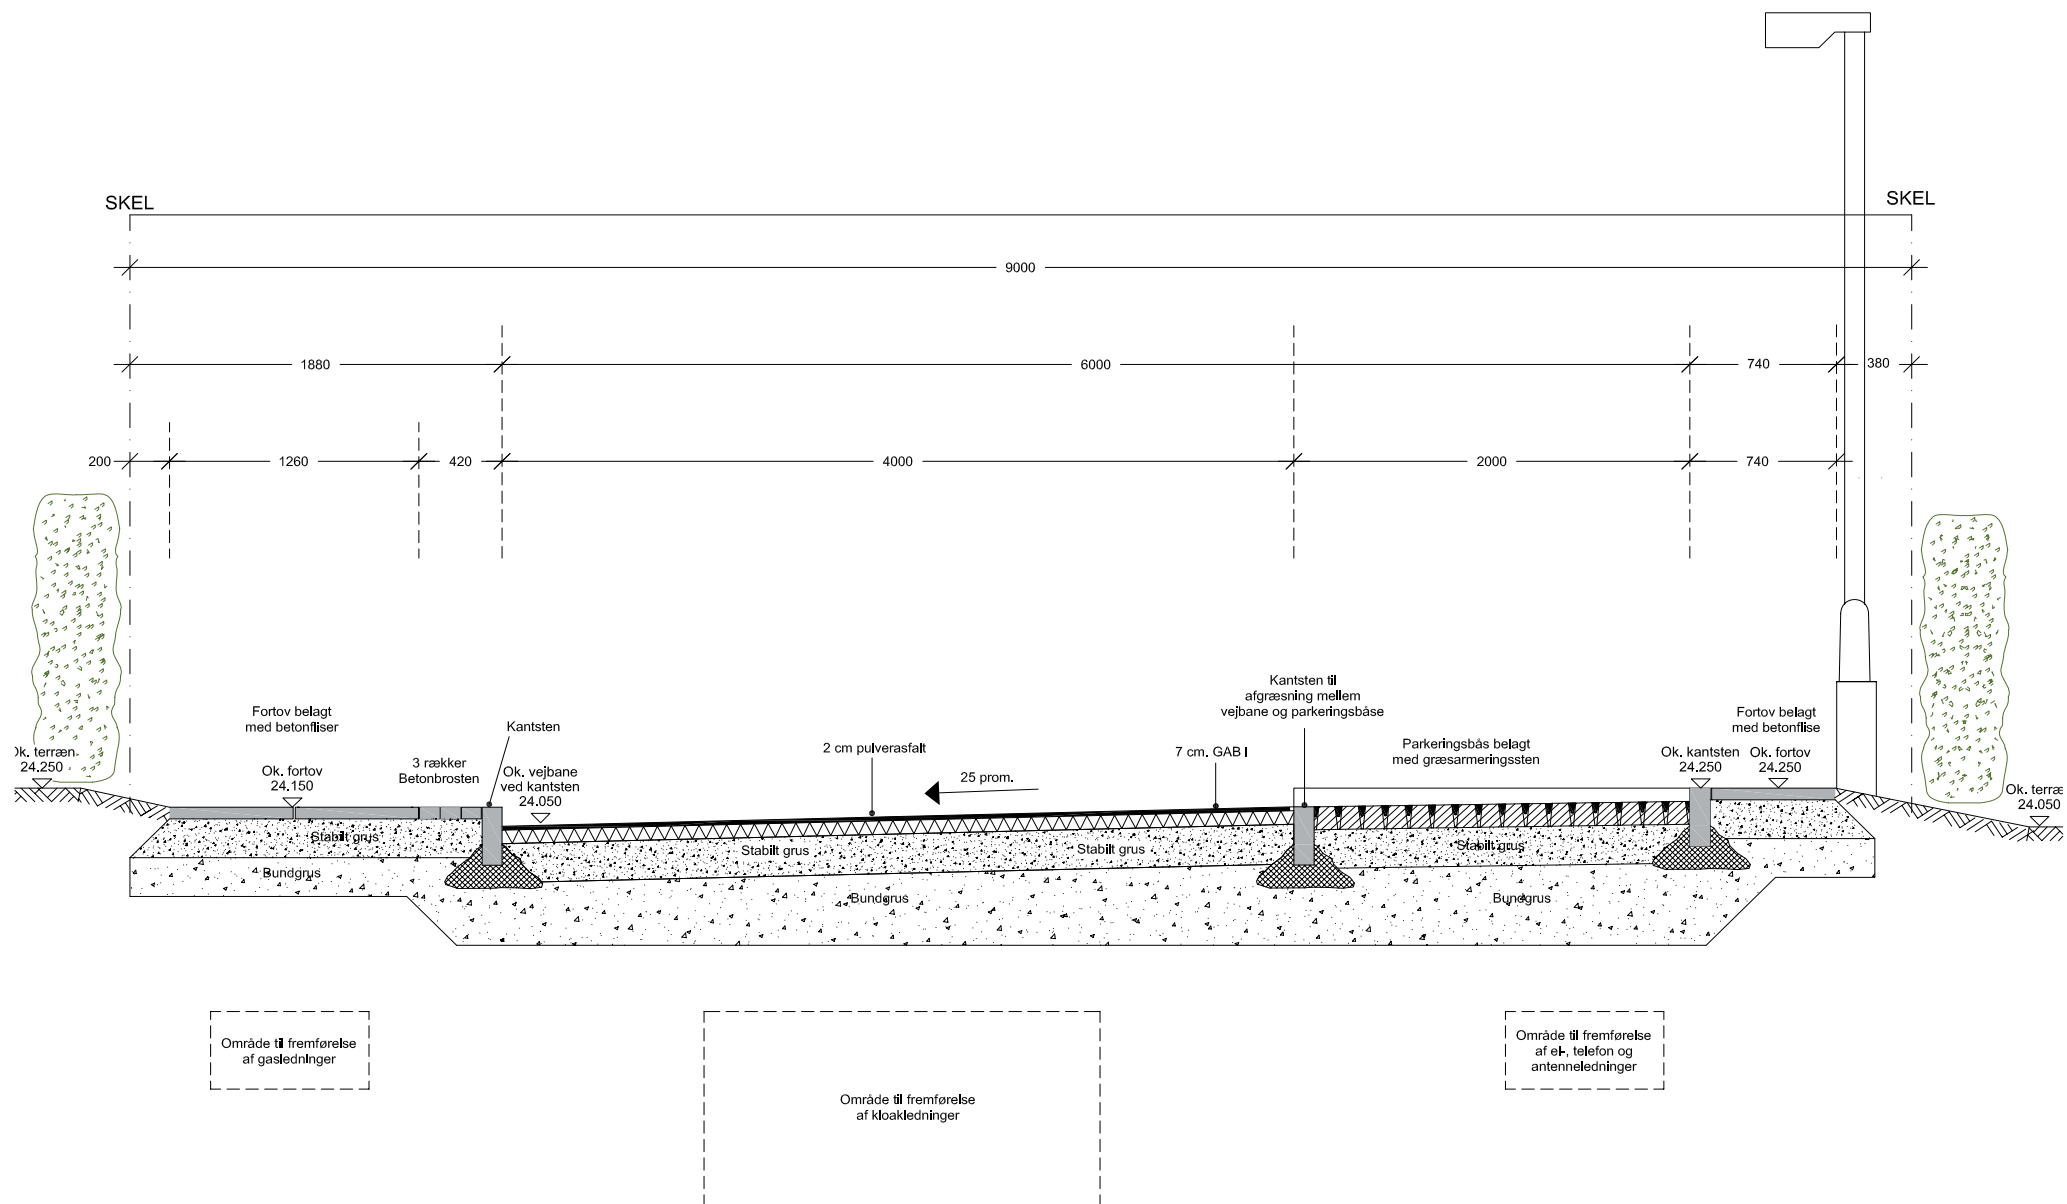 SKEL
SKEL
9000
1880
6000
740
380
200
1260
420
4000
2000
740
Kantsten til
afgræsning mellem
vejbane og parkeringsbåse
Fortov belagt
med betonfliser
Kantsten
Fortov belagt
med betonflise
2 cm pulverasfalt
7 cm. GAB I
Parkeringsbås belagt
med græsarmeringssten
Ok. terræn
24.250
Ok. fortov
24.150
3 rækker
Betonbrosten
Ok. vejbane
ved kantsten
24.050
25 prom.
Ok. kantsten
24.250
Ok. fortov
24.250
Ok. terræ
24.050
Stabilt grus
Stabilt grus
Stabilt grus
Stabilt grus
Bundgrus
Bundgrus
Bundgrus
Område til fremførelse
af gasledninger
Område til fremførelse
af kloakledninger
Område til fremførelse
af el-, telefon og
antenneledninger